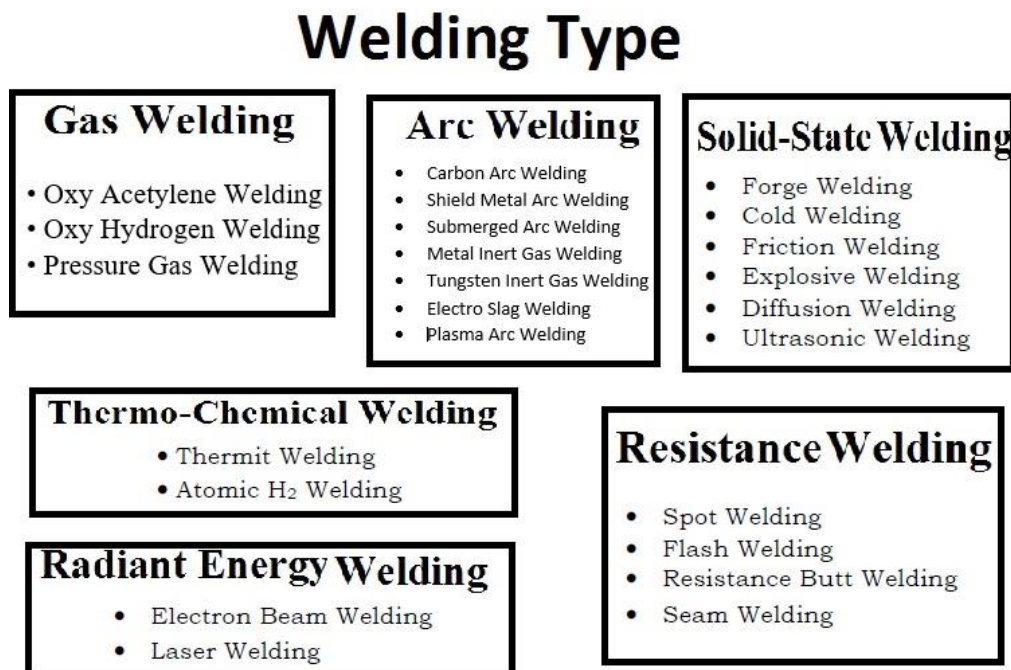 Welding Type
Gas Welding
• Oxy Acetylene Welding
• Oxy Hydrogen Welding
• Pressure Gas Welding
Arc Welding
• Carbon Arc Welding
• Shield Metal Arc Welding
• Submerged Arc Welding
• Metal Inert Gas Welding
• Tungsten Inert Gas Welding
• Electro Slag Welding
• Plasma Arc Welding
Solid-State Welding
• Forge Welding
• Cold Welding
• Friction Welding
• Explosive Welding
• Diffusion Welding
• Ultrasonic Welding
Thermo-Chemical Welding
• Thermit Welding
• Atomic H₂ Welding
Resistance Welding
• Spot Welding
• Flash Welding
• Resistance Butt Welding
• Seam Welding
Radiant Energy Welding
• Electron Beam Welding
• Laser Welding